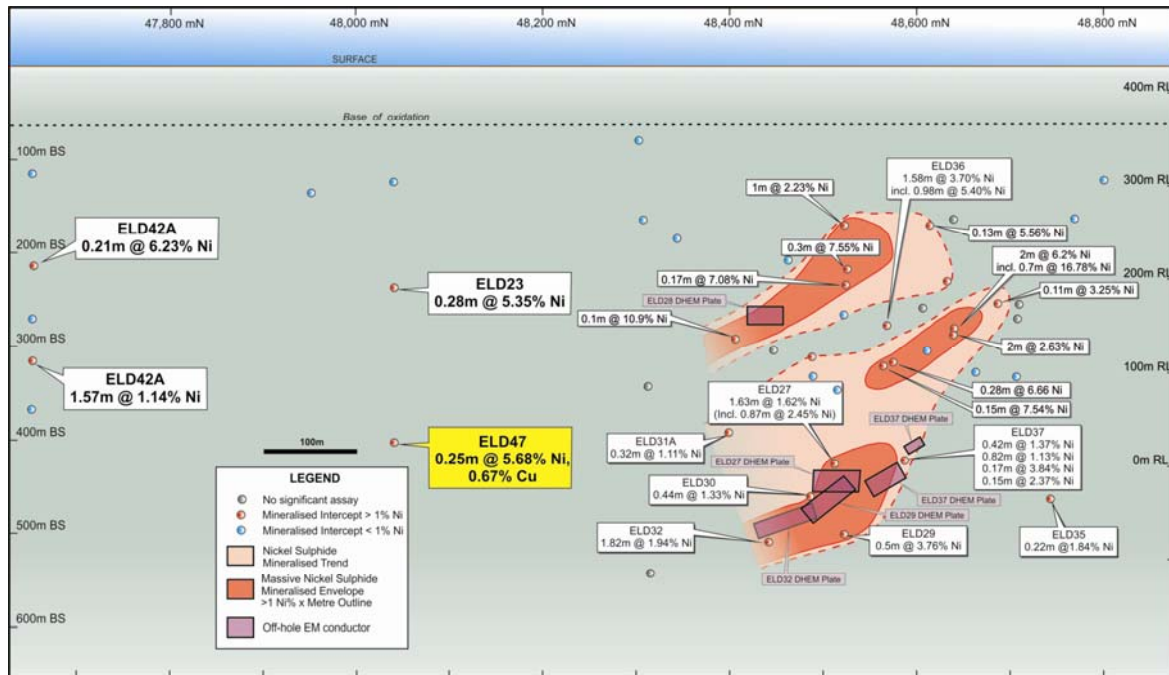 47,800 mN
48,000 mN
48,200 mN
48,400 mN
48,600 mN
48,800 mN
SURFACE
400m RL
Base of oxidation
100m BS
300m RL
ELD36
1.58m @ 3.70% Ni
incl. 0.98m @ 5.40% Ni
1m @ 2.23% Ni
ELD42A
0.21m @ 6.23% Ni
0.13m @ 5.56% Ni
200m BS
0.3m @ 7.55% Ni
2m @ 6.2% Ni
incl. 0.7m @ 16.78% Ni
200m RL
ELD23
0.28m @ 5.35% Ni
0.17m @ 7.08% Ni
0.11m @ 3.25% Ni
ELD28 DHEM Plate
0.1m @ 10.9% Ni
300m BS
2m @ 2.63% Ni
100m RL
ELD42A
1.57m @ 1.14% Ni
ELD27
1.63m @ 1.62% Ni
(Incl. 0.87m @ 2.45% Ni)
0.28m @ 6.66 Ni
0.15m @ 7.54% Ni
ELD37 DHEM Plate
400m BS
100m
ELD47
0.25m @ 5.68% Ni,
0.67% Cu
ELD31A
0.32m @ 1.11% Ni
ELD37
0.42m @ 1.37% Ni
0.82m @ 1.13% Ni
0.17m @ 3.84% Ni
0.15m @ 2.37% Ni
0m RL
ELD27 DHEM Plate
ELD30
0.44m @ 1.33% Ni
ELD37 DHEM Plate
ELD29 DHEM Plate
500m BS
ELD32
1.82m @ 1.94% Ni
ELD29
0.5m @ 3.76% Ni
ELD35
0.22m @1.84% Ni
ELD32 DHEM Plate
600m BS
LEGEND
No significant assay
Mineralised Intercept > 1% Ni
Mineralised Intercept < 1% Ni
Nickel Sulphide
Mineralised Trend
Massive Nickel Sulphide
Mineralised Envelope
>1 Ni% x Metre Outline
Off-hole EM conductor